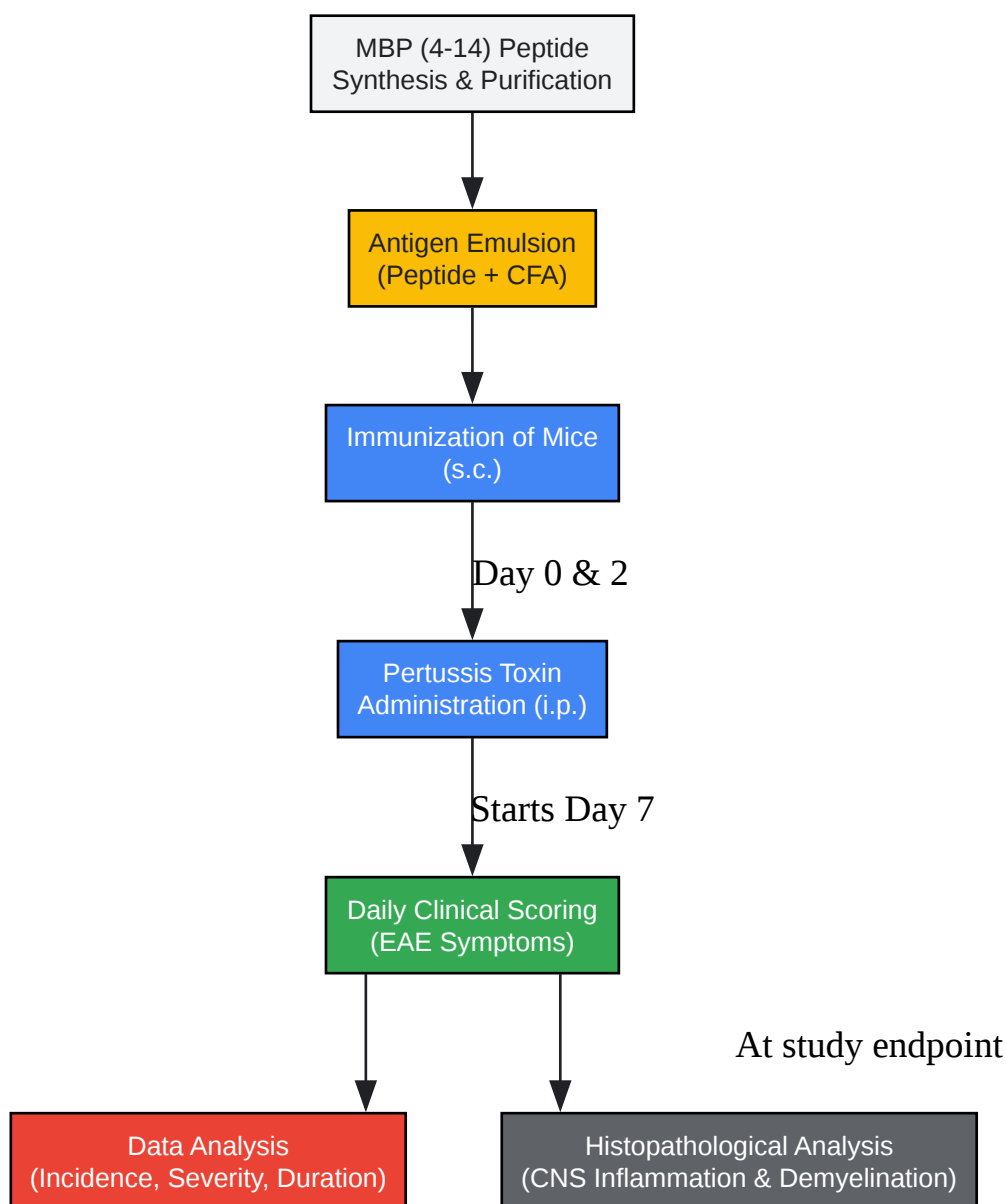 MBP (4-14) Peptide
Synthesis & Purification
Antigen Emulsion
(Peptide + CFA)
Immunization of Mice
(s.c.)
Day 0 & 2
Pertussis Toxin
Administration (i.p.)
Starts Day 7
Daily Clinical Scoring
(EAE Symptoms)
At study endpoint
Data Analysis
(Incidence, Severity, Duration)
Histopathological Analysis
(CNS Inflammation & Demyelination)